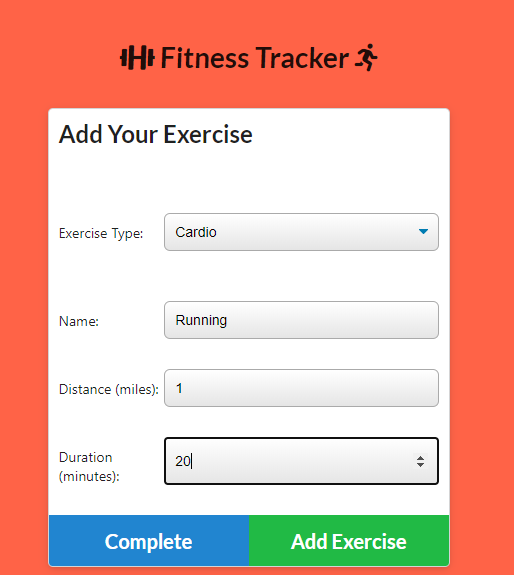 Fitness Tracker
Add Your Exercise
Exercise Type: Cardio
Name: Running
Distance (miles): 1
Duration
(minutes): 20
Complete Add Exercise